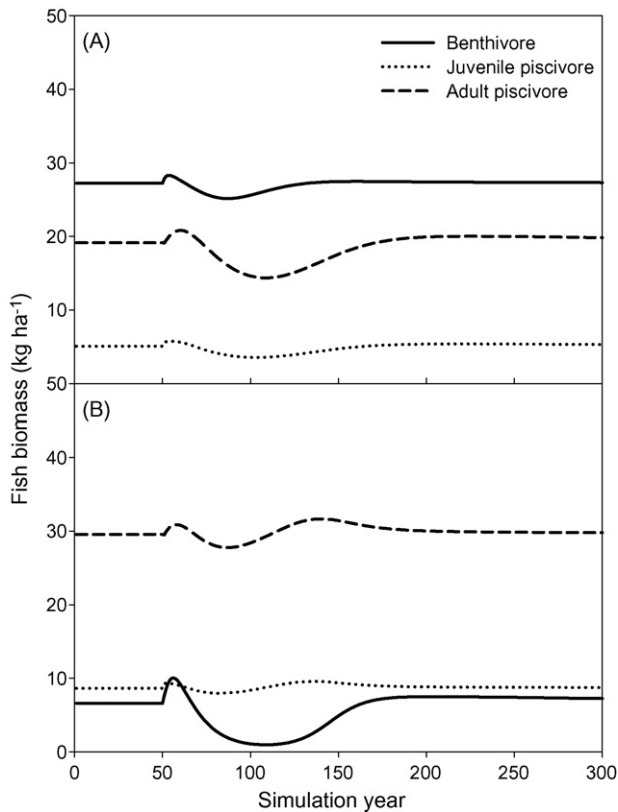 50
(A)
Benthivore
Juvenile piscivore
Adult piscivore
40
30
20
10
50
(B)
40
30
20
10
0
Fish biomass (kg ha⁻¹)
0 50 100 150 200 250 300
Simulation year